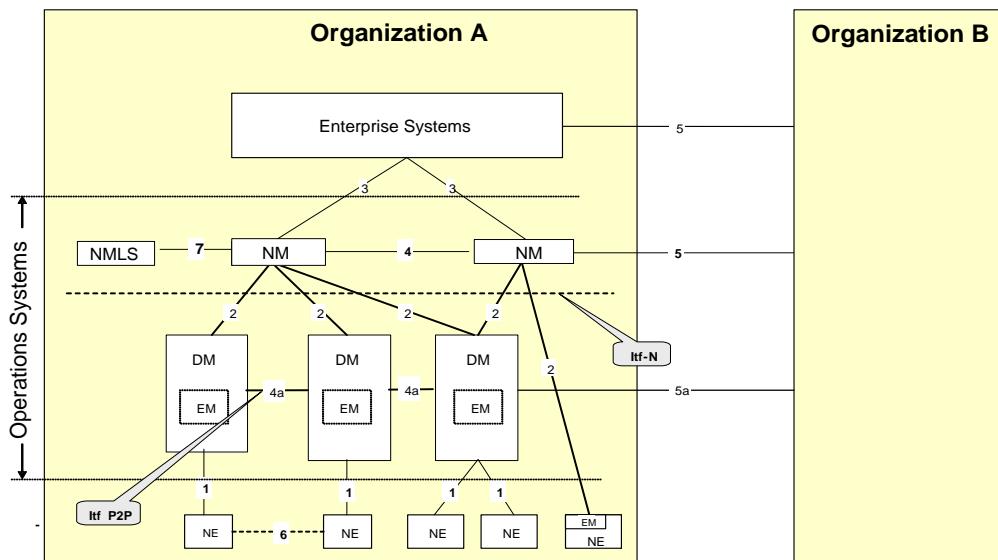 Organization A
Organization B
Enterprise Systems
5
3
3
Operations Systems
NMLS
7
NM
4
NM
5
2
2
2
2
Itf-N
DM
DM
DM
2
4a
4a
5a
EM
EM
EM
1
1
1
1
Itf P2P
NE
6
NE
NE
NE
EM
NE